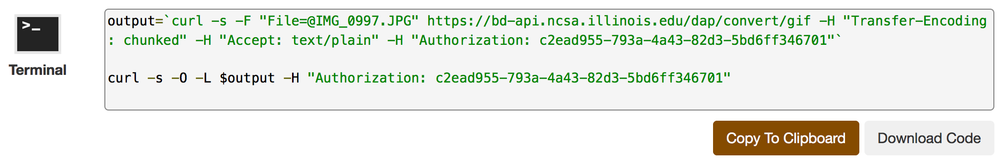 >_
Terminal
output=`curl -s -F "File=@IMG_0997.JPG" https://bd-api.ncsa.illinois.edu/dap/convert/gif -H "Transfer-Encoding
: chunked" -H "Accept: text/plain" -H "Authorization: c2ead955-793a-4a43-82d3-5bd6ff346701"`
curl -s -O -L $output -H "Authorization: c2ead955-793a-4a43-82d3-5bd6ff346701"
Copy To Clipboard
Download Code